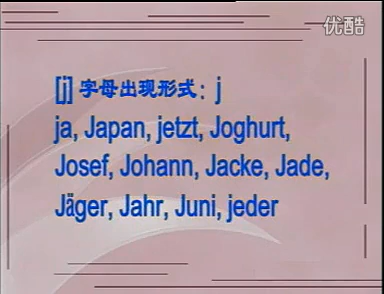 优酷
[j] 字母出现形式: j
ja, Japan, jetzt, Joghurt,
Josef, Johann, Jacke, Jade,
Jäger, Jahr, Juni, jeder